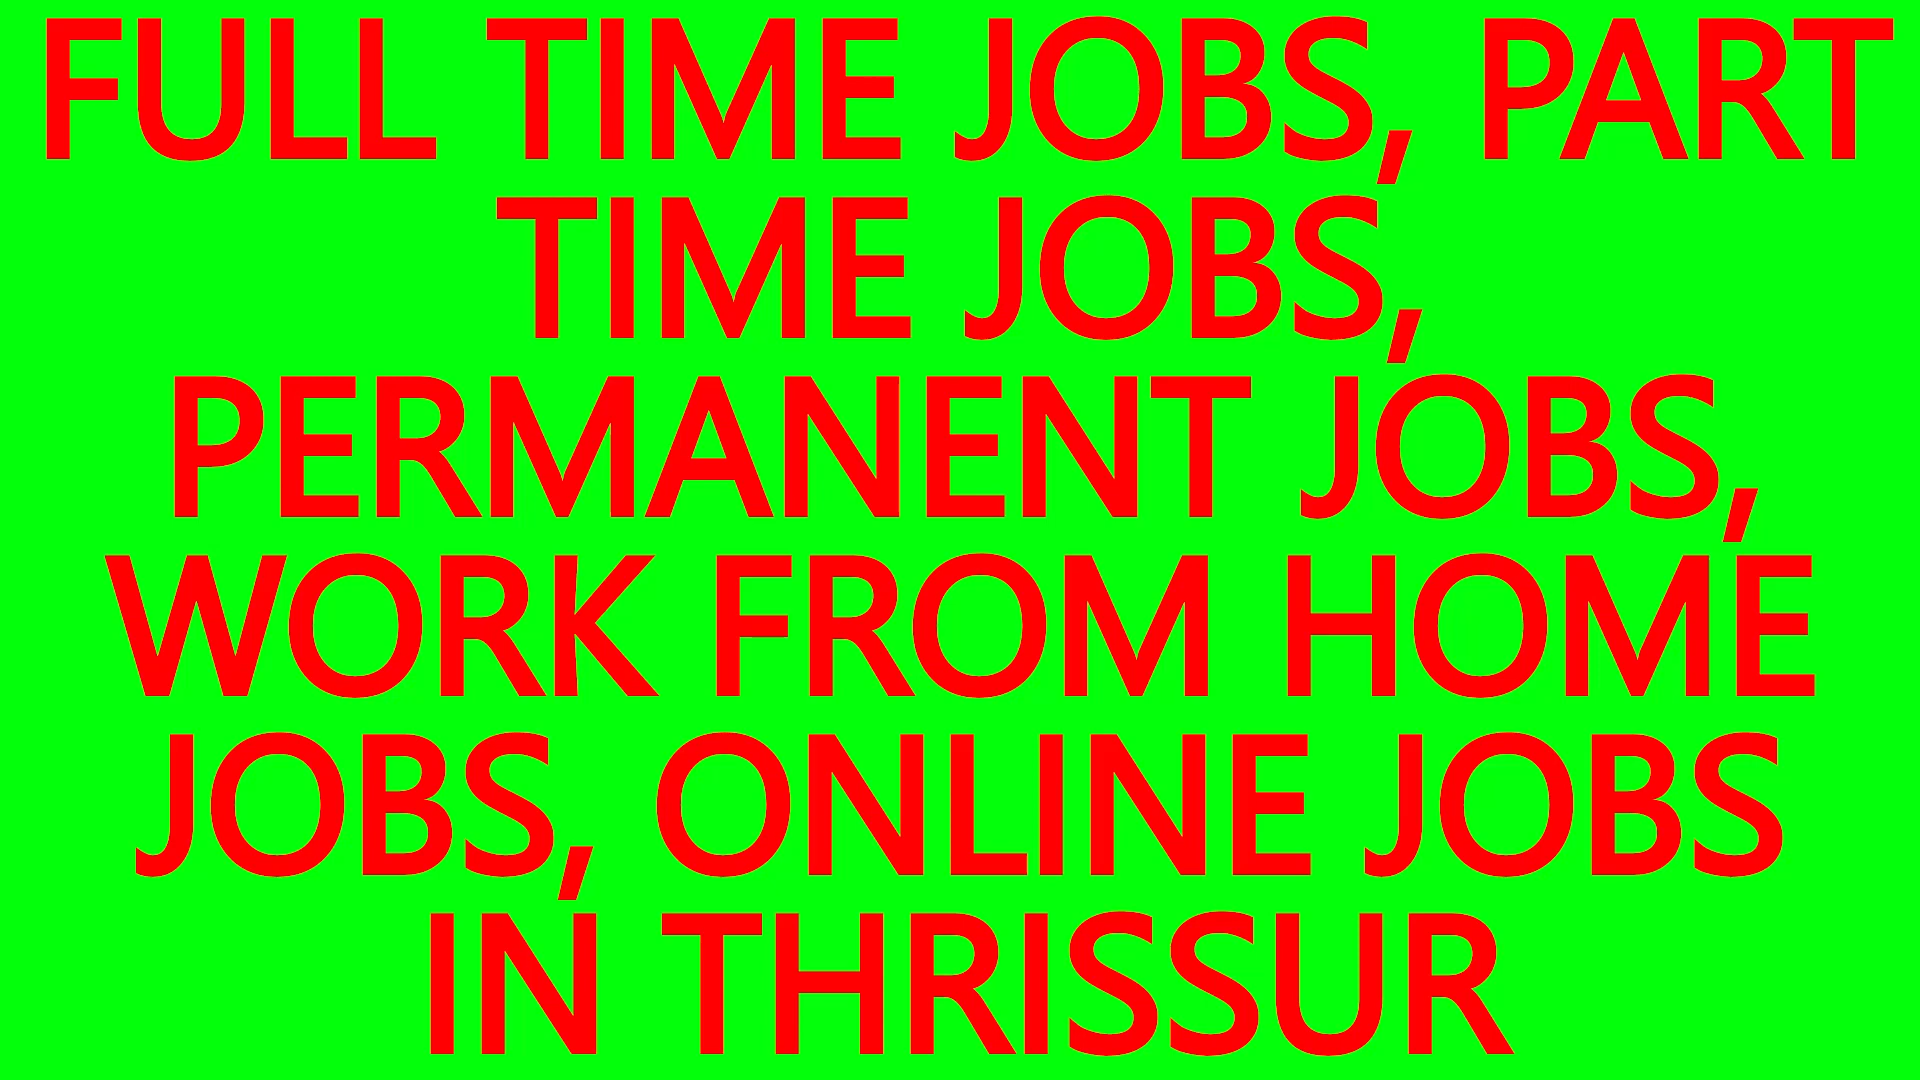 FULL TIME JOBS, PART
TIME JOBS,
PERMANENT JOBS,
WORK FROM HOME
JOBS, ONLINE JOBS
IN THRISSUR